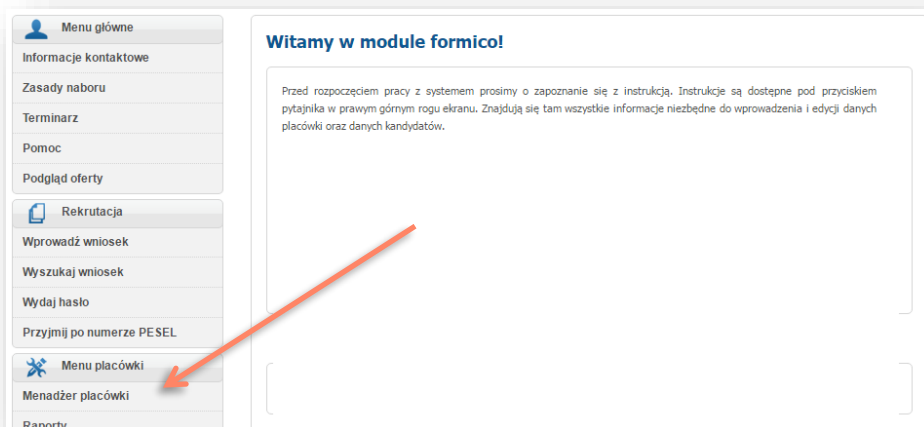 Menu główne
Informacje kontaktowe
Zasady naboru
Terminarz
Pomoc
Podgląd oferty
Rekrutacja
Wprowadź wniosek
Wyszukaj wniosek
Wydaj hasło
Przyjmij po numerze PESEL
Menu placówki
Menadżer placówki
Raporty
Witamy w module formico!
Przed rozpoczęciem pracy z systemem prosimy o zapoznanie się z instrukcją. Instrukcje są dostępne pod przyciskiem
pytajnika w prawym górnym rogu ekranu. Znajdują się tam wszystkie informacje niezbędne do wprowadzenia i edycji danych
placówki oraz danych kandydatów.